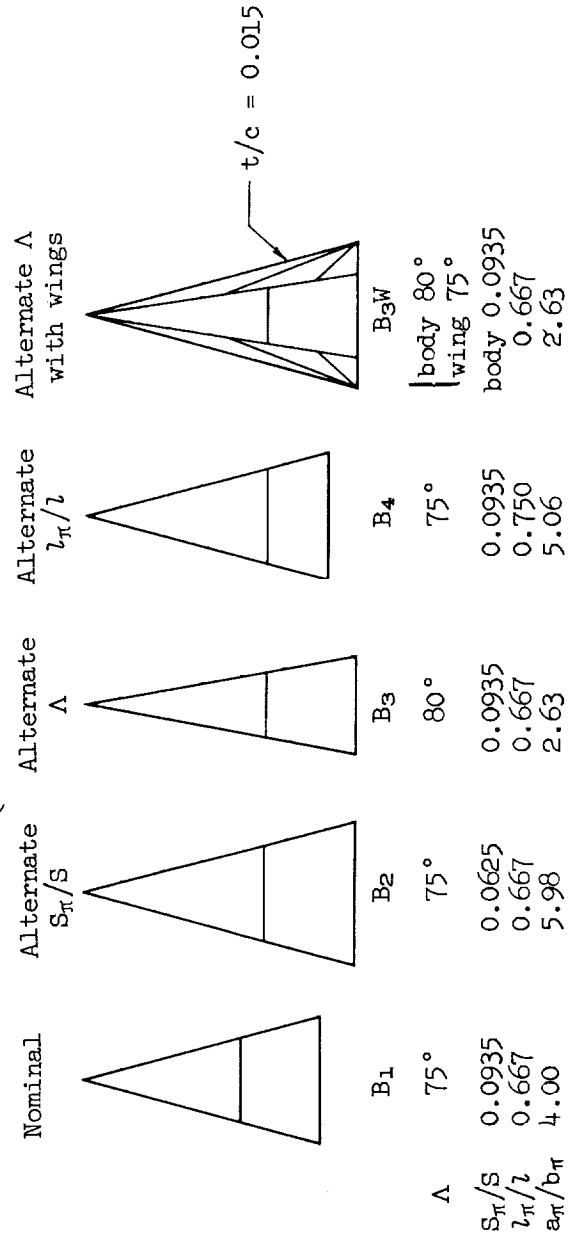 Nominal
Alternate
Sπ/S
Alternate
Λ
Alternate
lπ/l
Alternate Λ
with wings
t/c = 0.015
B1
B2
B3
B4
B3W
Λ
75°
75°
80°
75°
body 80°
wing 75°
Sπ/S 0.0935 0.0625 0.0935 0.0935 body 0.0935
lπ/l 0.667 0.667 0.667 0.750 0.667
aπ/bπ 4.00 5.98 2.63 5.06 2.63